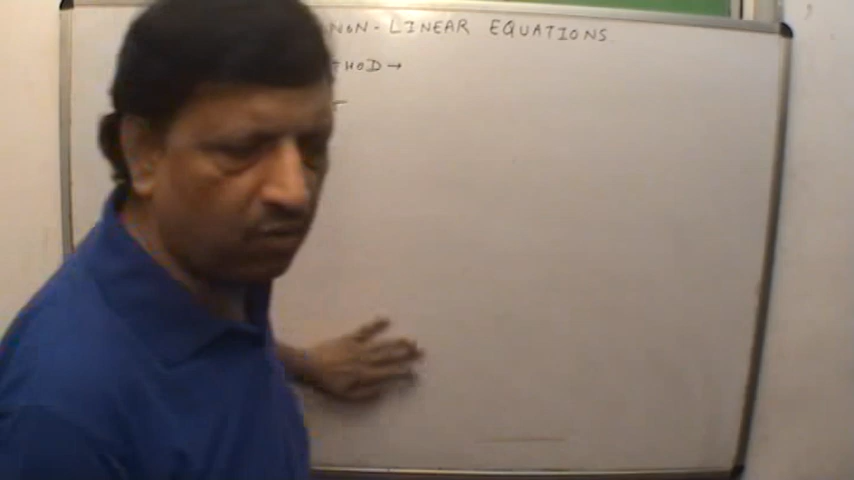 NON-LINEAR EQUATIONS
THOD →